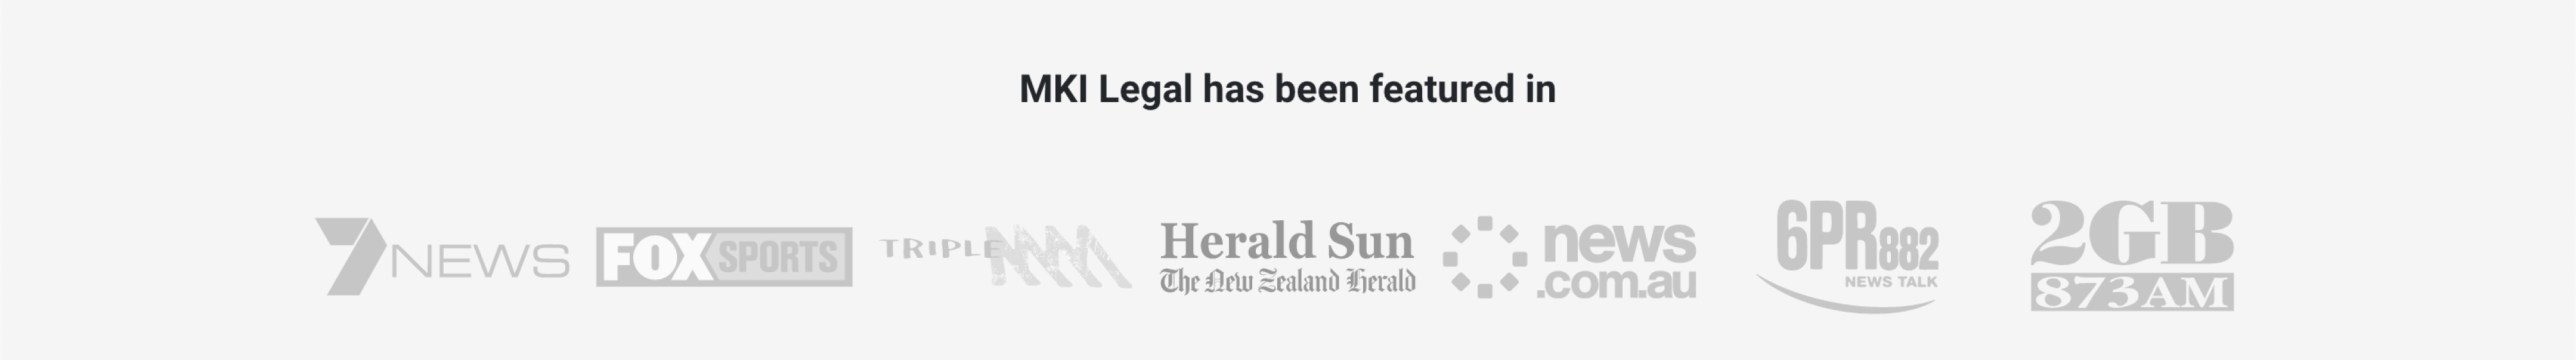 MKI Legal has been featured in
7NEWS
FOX SPORTS
TRIPLE M
Herald Sun
The New Zealand Herald
news
.com.au
6PR882
NEWS TALK
2GB
873AM